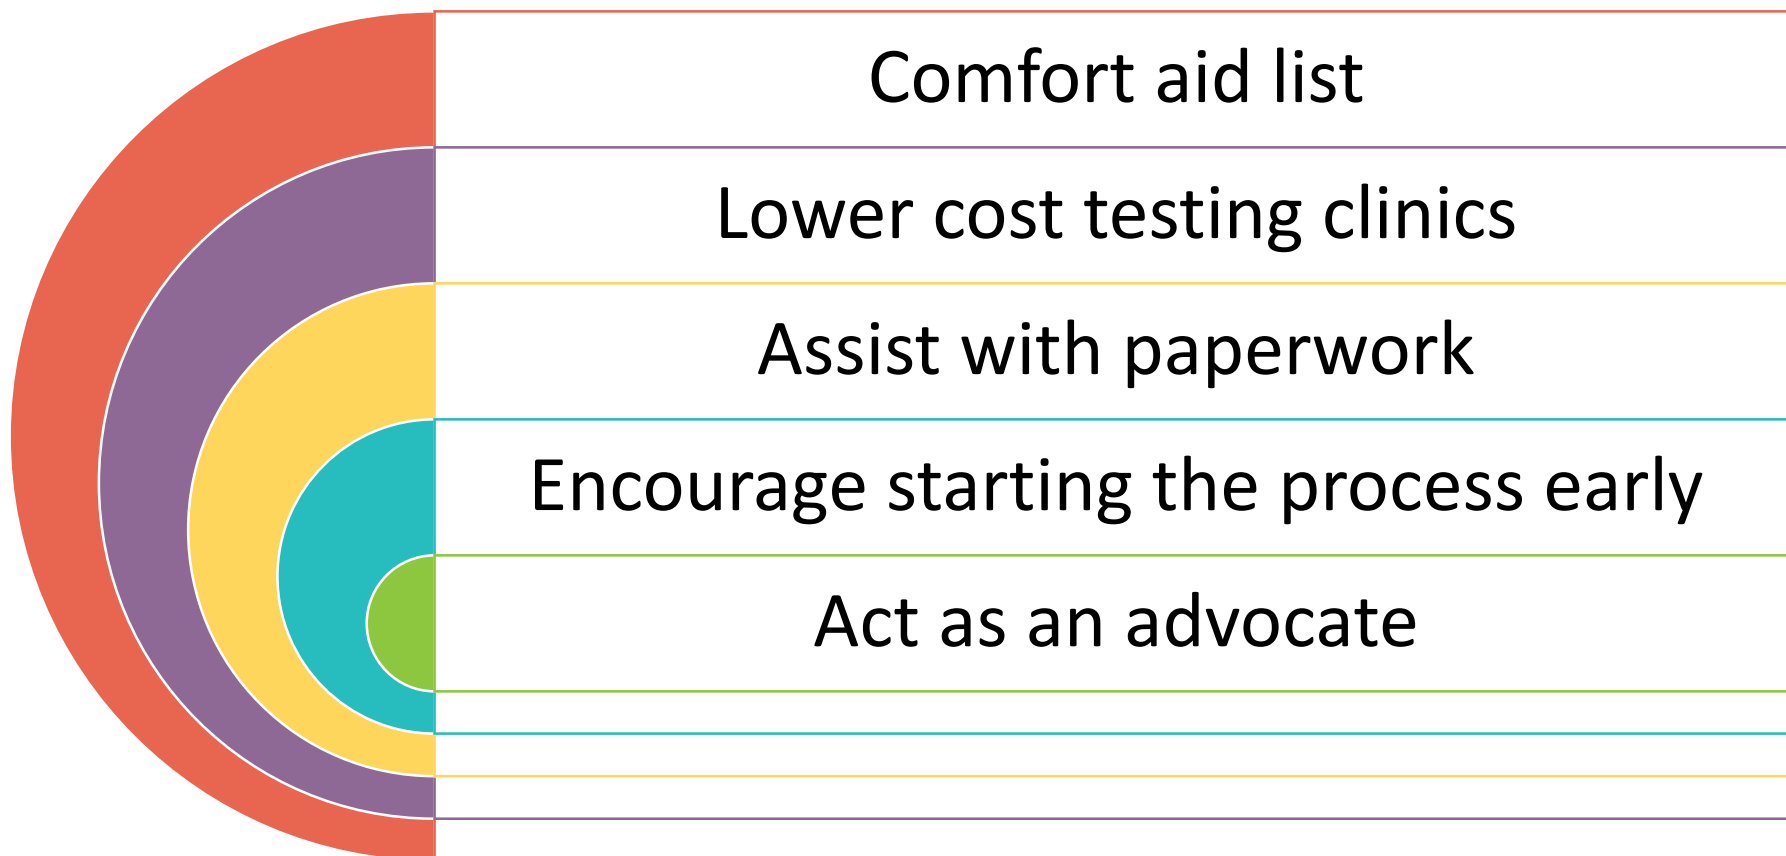 Comfort aid list
Lower cost testing clinics
Assist with paperwork
Encourage starting the process early
Act as an advocate